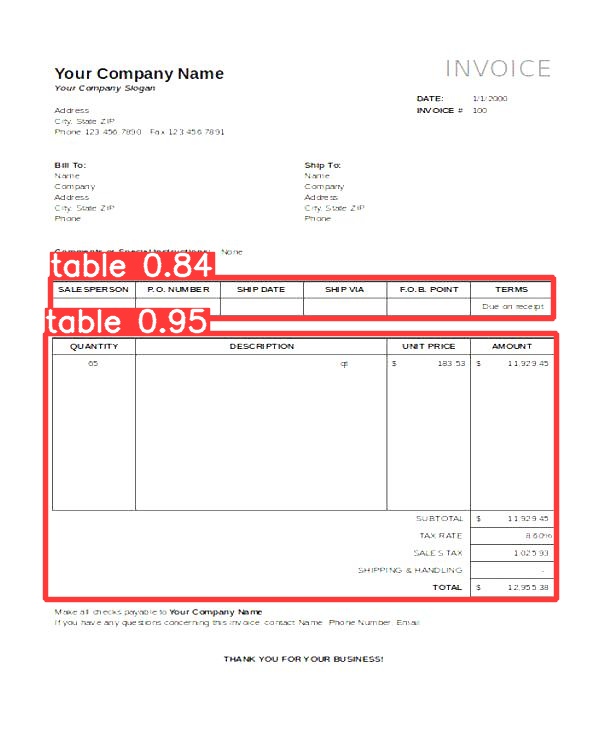 INVOICE
Your Company Name
Your Company Slogan
DATE: 1/1/2000
INVOICE # 100
Address
City, State ZIP
Phone 123.456.7890 Fax 123.456.7891
Bill To: Ship To:
Name Name
Company Company
Address Address
City, State ZIP City, State ZIP
Phone Phone
None
table 0.84
SALESPERSON P.O. NUMBER SHIP DATE SHIP VIA F.O.B. POINT TERMS
Due on receipt
table 0.95
QUANTITY DESCRIPTION UNIT PRICE AMOUNT
65 qt $ 183.53 $ 11,929.45
SUBTOTAL $ 11,929.45
TAX RATE 8.60%
SALES TAX 1,025.93
SHIPPING & HANDLING -
TOTAL $ 12,955.38
Make all checks payable to Your Company Name
If you have any questions concerning this invoice, contact Name, Phone Number, Email
THANK YOU FOR YOUR BUSINESS!